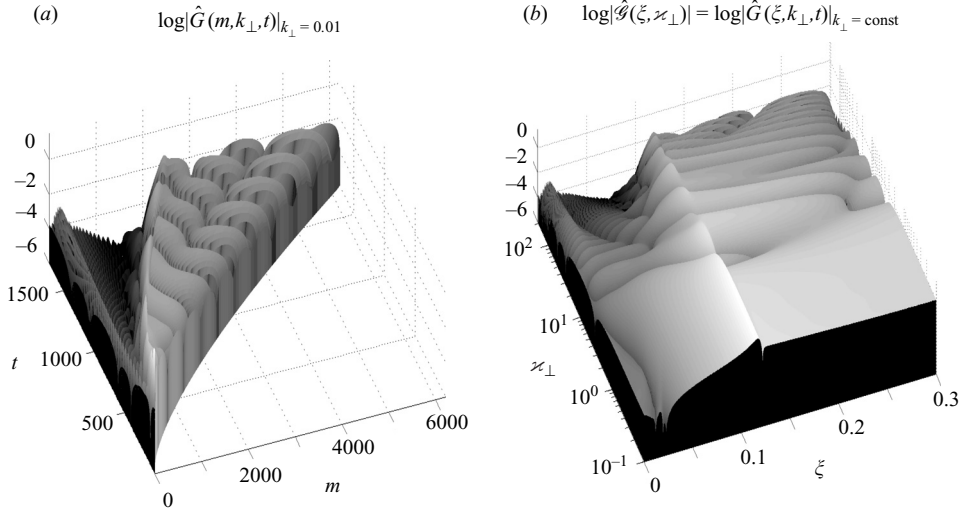 (a)
log|Ĝ(m,k⊥,t)|k⊥ = 0.01
0
–2
–4
–6
1500
1000
500
t
0
2000
4000
6000
m
(b)
log|𝒢̂(ξ,ϰ⊥)| = log|Ĝ(ξ,k⊥,t)|k⊥ = const
0
–2
–4
–6
10²
10¹
10⁰
10⁻¹
ϰ⊥
0
0.1
0.2
0.3
ξ